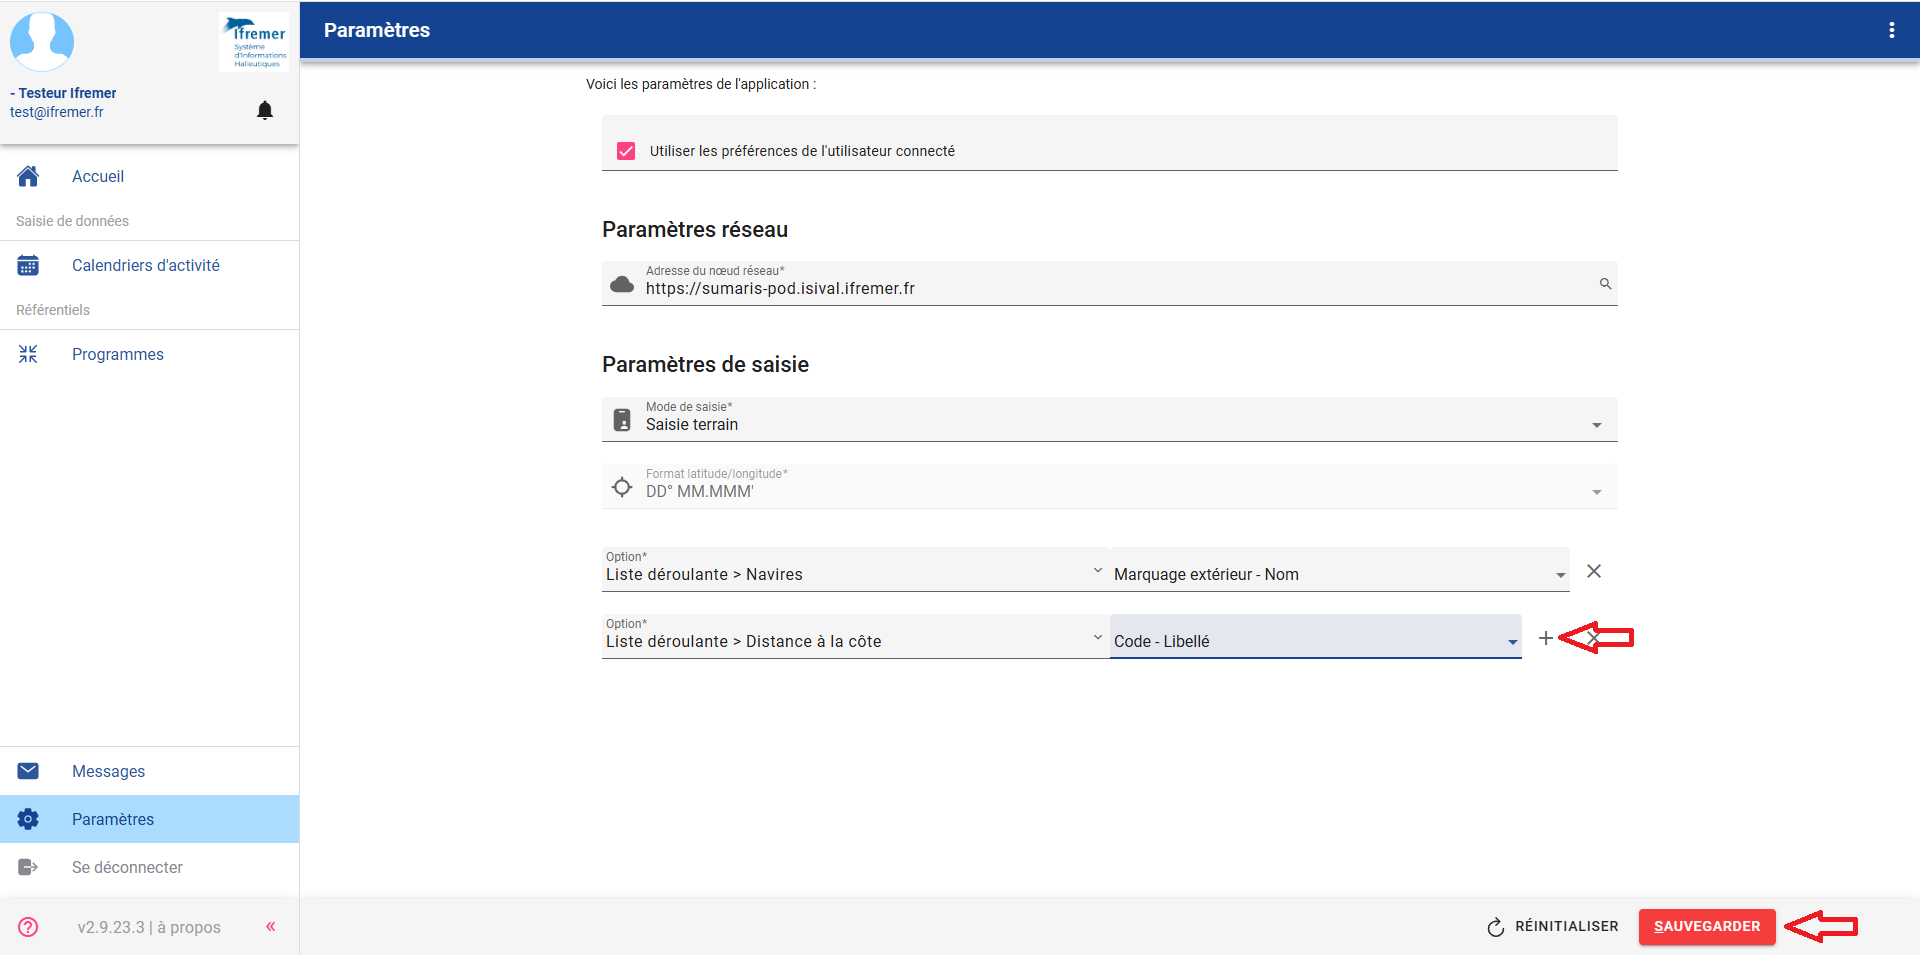 Ifremer
Système
d'Informations
Halieutiques
- Testeur Ifremer
test@ifremer.fr
Accueil
Saisie de données
Calendriers d'activité
Référentiels
Programmes
Messages
Paramètres
Se déconnecter
v2.9.23.3 | à propos
«
Paramètres
Voici les paramètres de l'application :
Utiliser les préférences de l'utilisateur connecté
Paramètres réseau
Adresse du nœud réseau*
https://sumaris-pod.isival.ifremer.fr
Paramètres de saisie
Mode de saisie*
Saisie terrain
Format latitude/longitude*
DD° MM.MMM'
Option*
Liste déroulante > Navires
Marquage extérieur - Nom
Option*
Liste déroulante > Distance à la côte
Code - Libellé
RÉINITIALISER
SAUVEGARDER